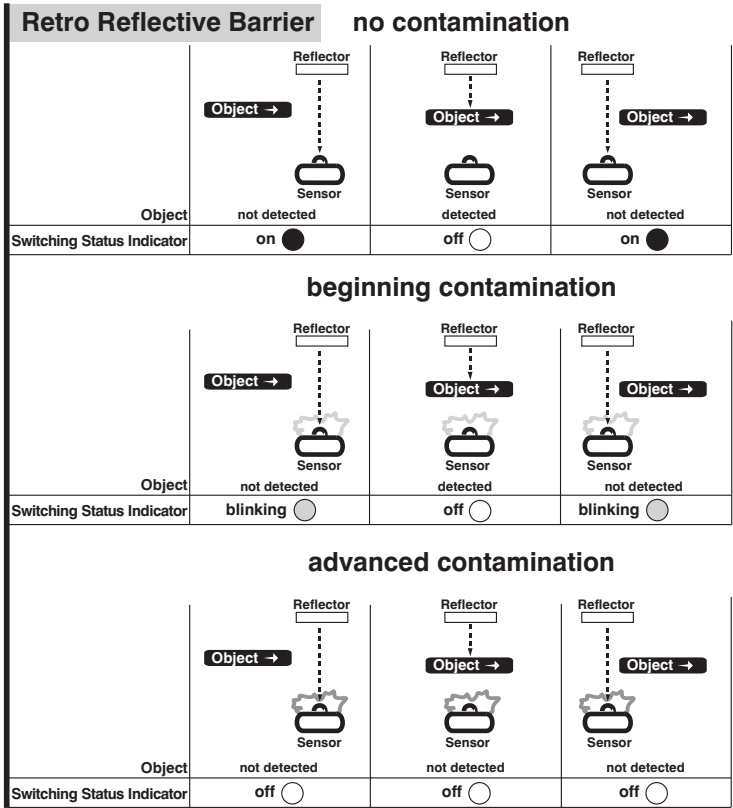 Retro Reflective Barrier no contamination
Reflector Reflector Reflector
Object → Object → Object →
Sensor Sensor Sensor
Object not detected detected not detected
Switching Status Indicator on off on
beginning contamination
Reflector Reflector Reflector
Object → Object → Object →
Sensor Sensor Sensor
Object not detected detected not detected
Switching Status Indicator blinking off blinking
advanced contamination
Reflector Reflector Reflector
Object → Object → Object →
Sensor Sensor Sensor
Object not detected not detected not detected
Switching Status Indicator off off off